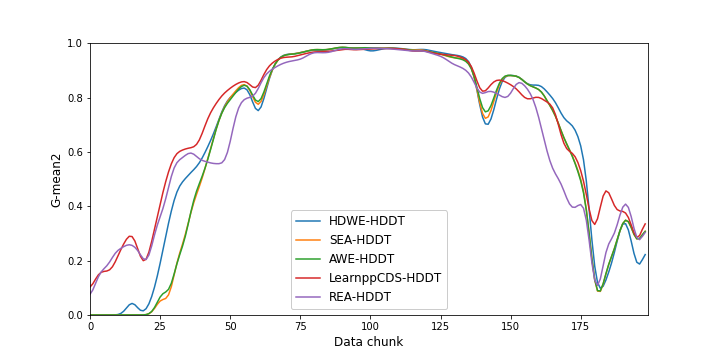 1.0
0.8
0.6
0.4
0.2
0.0
G-mean2
HDWE-HDDT
SEA-HDDT
AWE-HDDT
LearnppCDS-HDDT
REA-HDDT
0 25 50 75 100 125 150 175
Data chunk